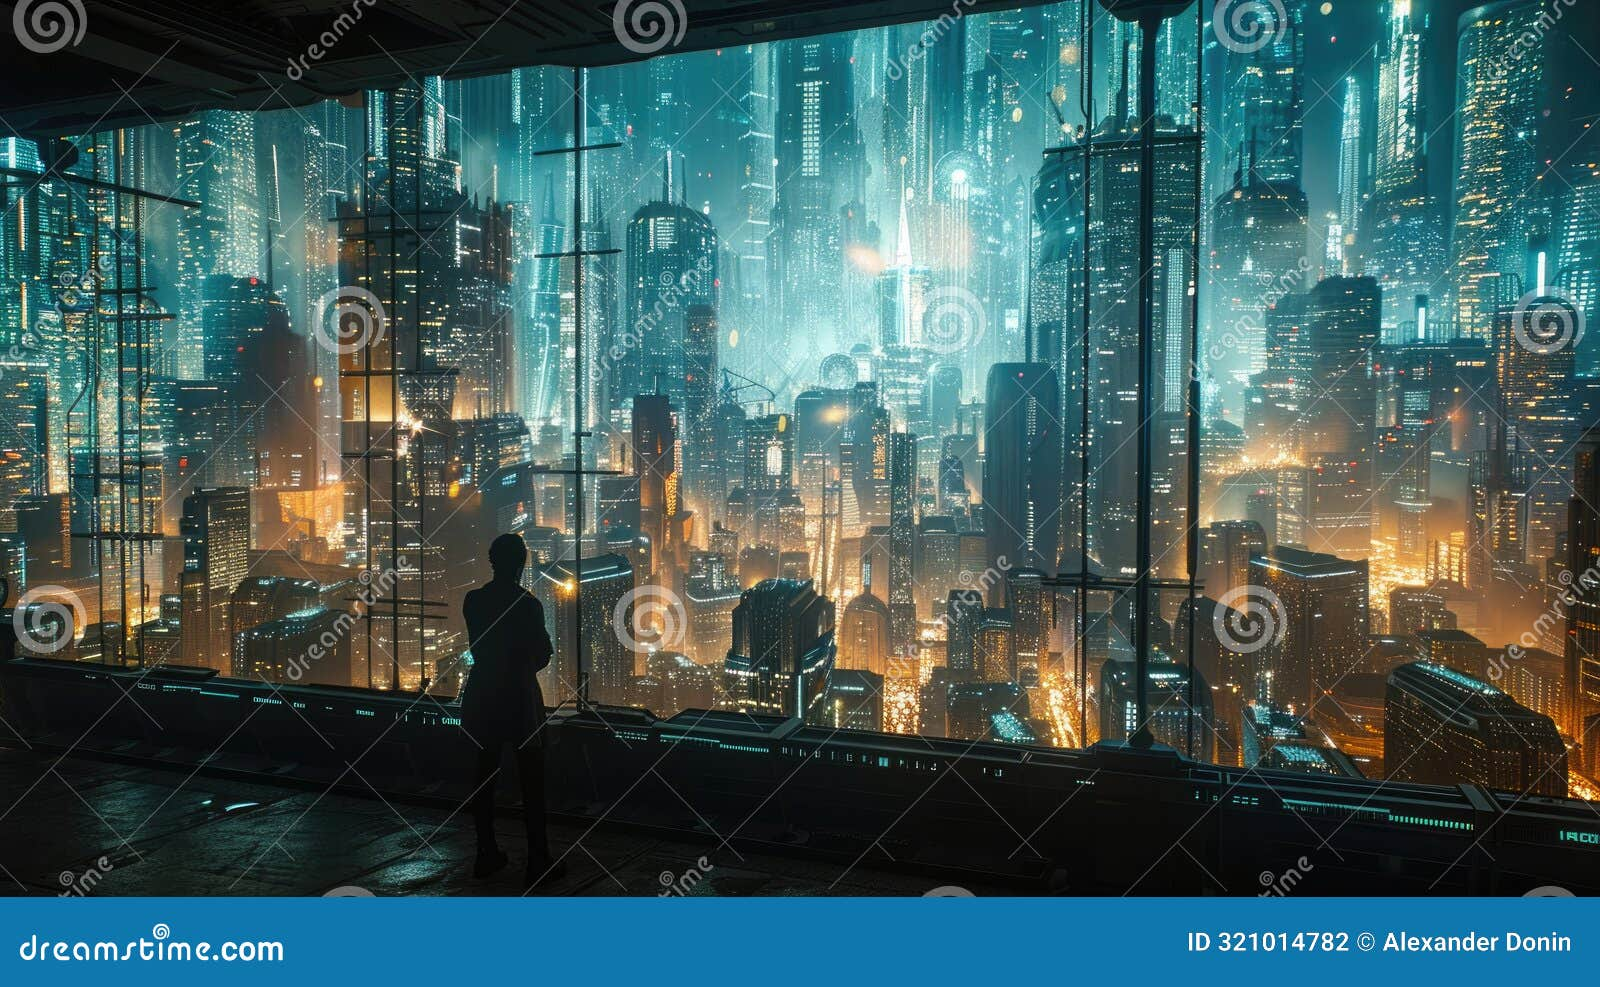 dreamstime.com
ID 321014782 © Alexander Donin